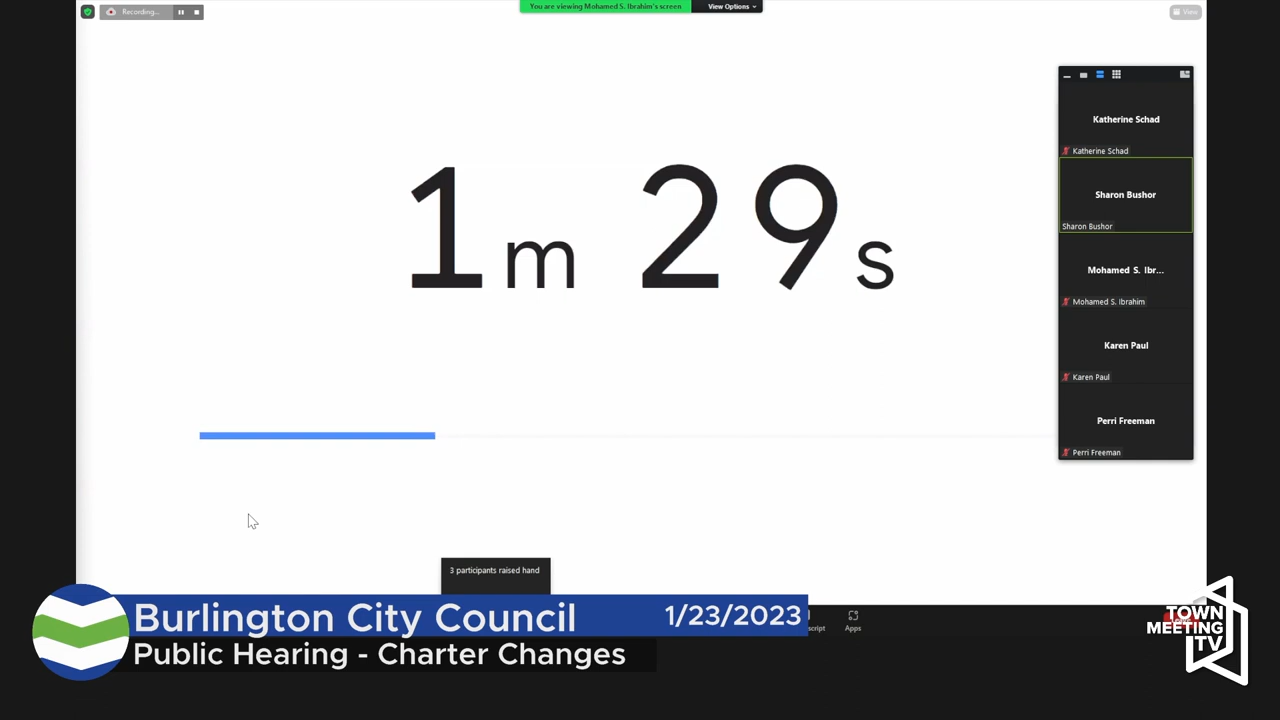 Recording...
You are viewing Mohamed S. Ibrahim's screen
View Options
View
Katherine Schad
Katherine Schad
Sharon Bushor
Sharon Bushor
Mohamed S. Ibr...
Mohamed S. Ibrahim
Karen Paul
Karen Paul
Perri Freeman
Perri Freeman
1m 29s
3 participants raised hand
Burlington City Council 1/23/2023
Public Hearing - Charter Changes
script
Apps
TOWN
MEETING
TV